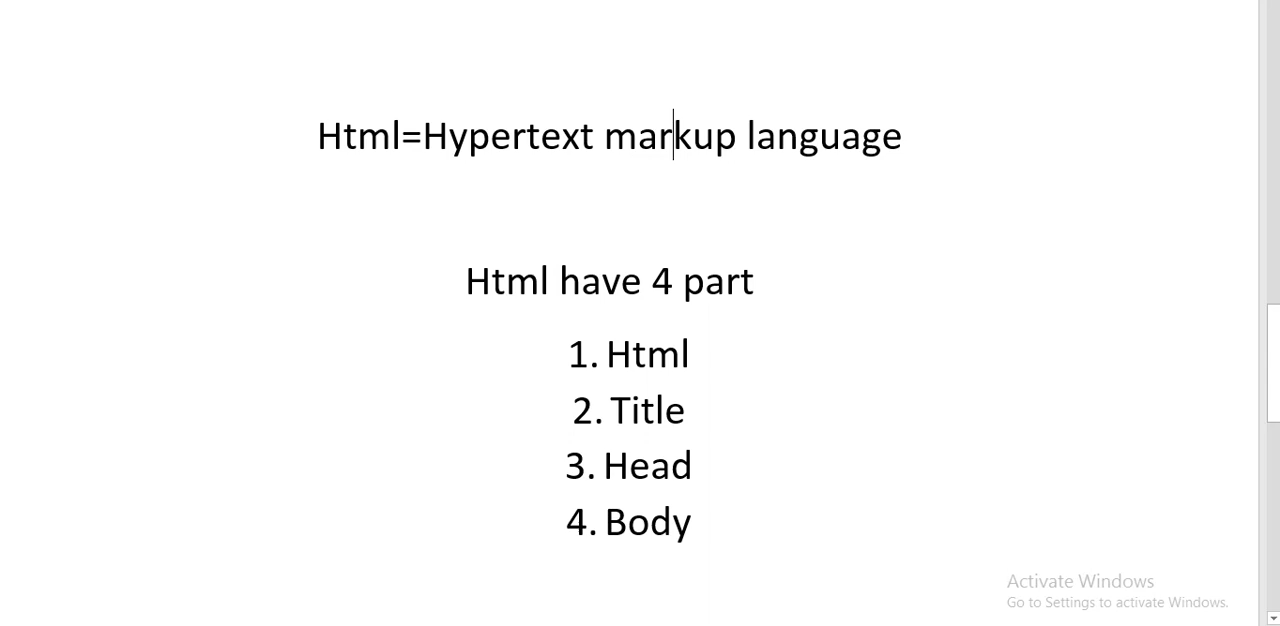 Html=Hypertext markup language
Html have 4 part
1. Html
2. Title
3. Head
4. Body
Activate Windows
Go to Settings to activate Windows.